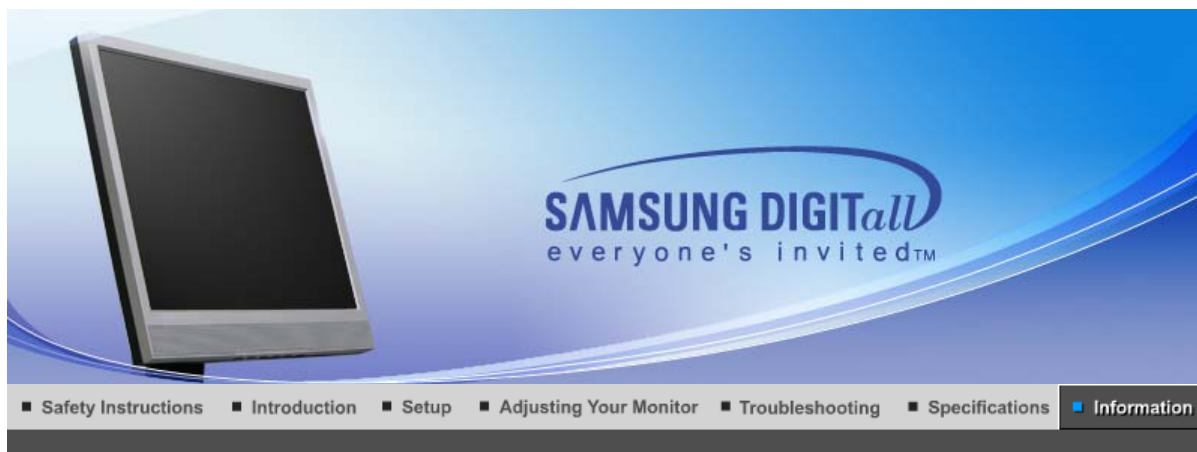 SAMSUNG DIGITall
everyone's invited™
Safety Instructions Introduction Setup Adjusting Your Monitor Troubleshooting Specifications Information